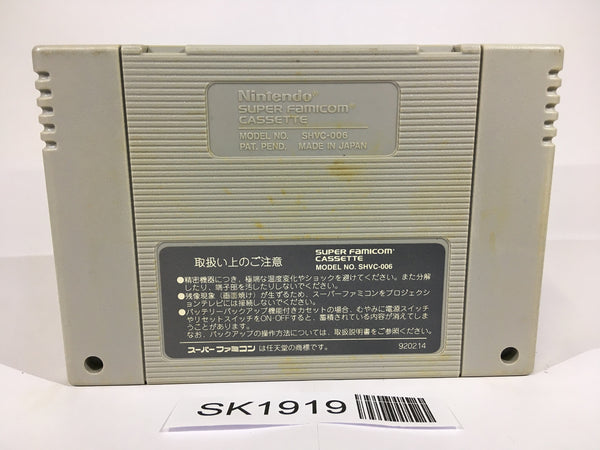 Nintendo®
SUPER FAMICOM™
CASSETTE
MODEL NO. SHVC-006
PAT. PEND. MADE IN JAPAN
取扱い上のご注意
SUPER FAMICOM™
CASSETTE
MODEL NO. SHVC-006
●精密機器につき、極端な温度変化やショックを避けてください。また分解
したり、端子部を汚したりしないでください。
●残像現象（画面焼け）が生ずるため、スーパーファミコンをプロジェクシ
ョンテレビには接続しないでください。
●バッテリーバックアップ機能付きカセットの場合、むやみに電源スイッチ
やリセットスイッチをON・OFFすると、蓄積されている内容が消えてしま
うことがあります。
なお、バックアップの操作方法については、取扱説明書をご参照ください。
スーパーファミコンは任天堂の商標です。
920214
SK1919